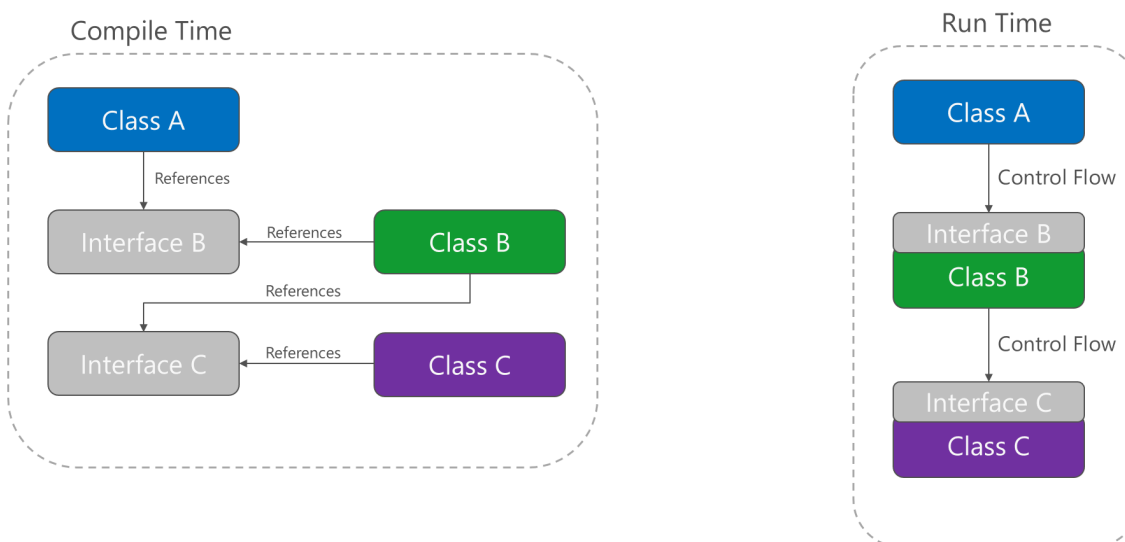 Compile Time
Class A
References
Interface B
References
Class B
References
Interface C
References
Class C
Run Time
Class A
Control Flow
Interface B
Class B
Control Flow
Interface C
Class C